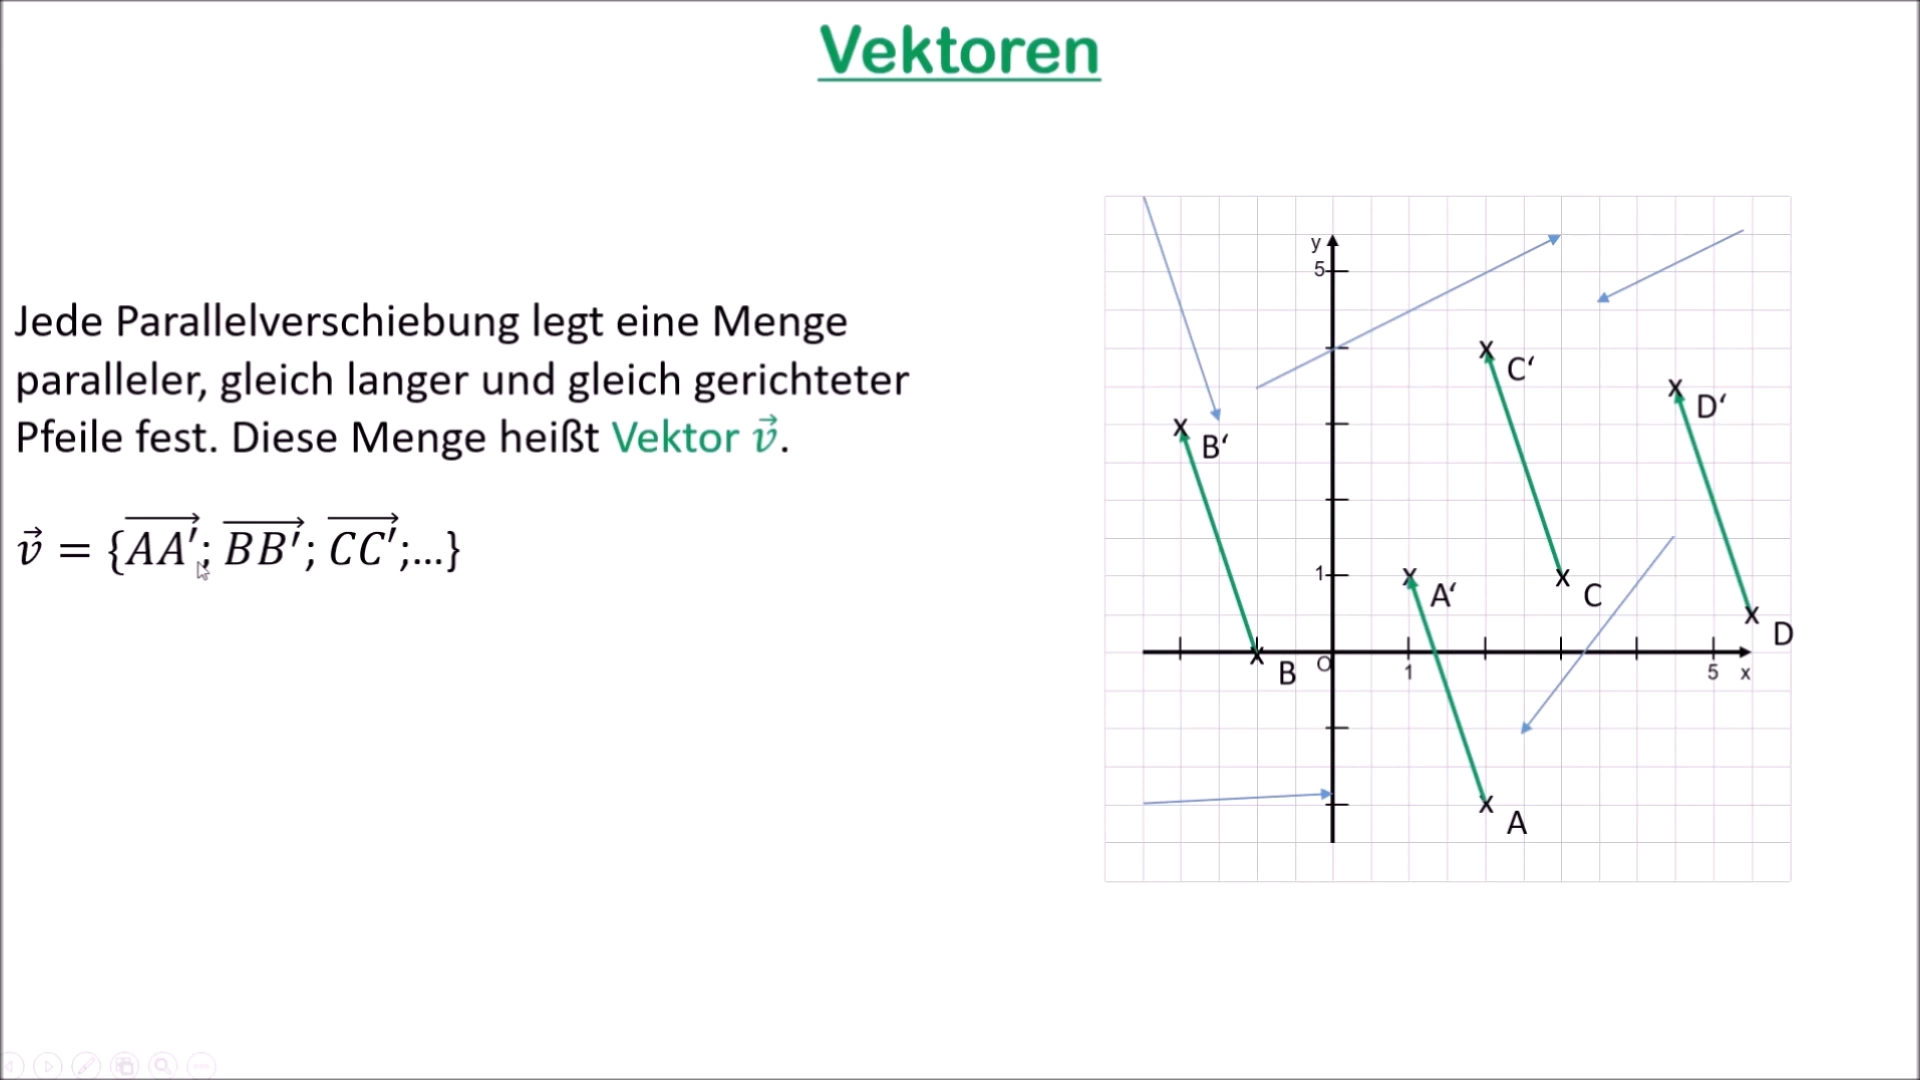 Vektoren
Jede Parallelverschiebung legt eine Menge
paralleler, gleich langer und gleich gerichteter
Pfeile fest. Diese Menge heißt Vektor v⃗.
v⃗ = {AA′⃗; BB′⃗; CC′⃗;...}
y
5
C‘
D‘
B‘
1
A‘
C
D
B
O
1
5
x
A